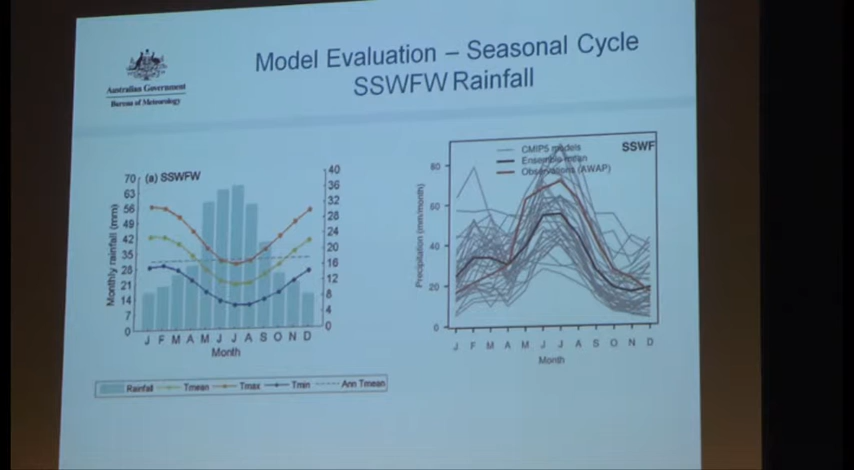 Australian Government
Bureau of Meteorology
Model Evaluation – Seasonal Cycle
SSWFW Rainfall
(a) SSWFW
Monthly rainfall (mm)
70
63
56
49
42
35
28
21
14
7
0
40
36
32
28
24
20
16
12
8
4
0
J F M A M J J A S O N D
Month
Rainfall Tmean Tmax Tmin Ann Tmean
SSWF
CMIP5 models
Ensemble mean
Observations (AWAP)
Precipitation (mm/month)
80
60
40
20
0
J F M A M J J A S O N D
Month